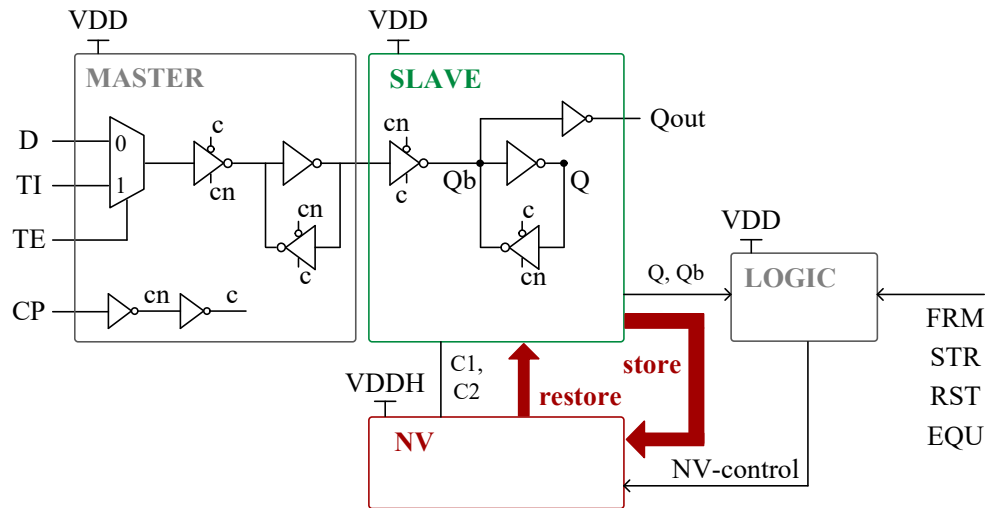 VDD
VDD
MASTER
SLAVE
c
cn
Qout
D
0
cn
TI
1
cn
c
Qb
Q
cn
c
TE
c
cn
VDD
CP
cn
c
Q, Qb
LOGIC
FRM
STR
RST
EQU
C1,
C2
store
VDDH
restore
NV
NV-control